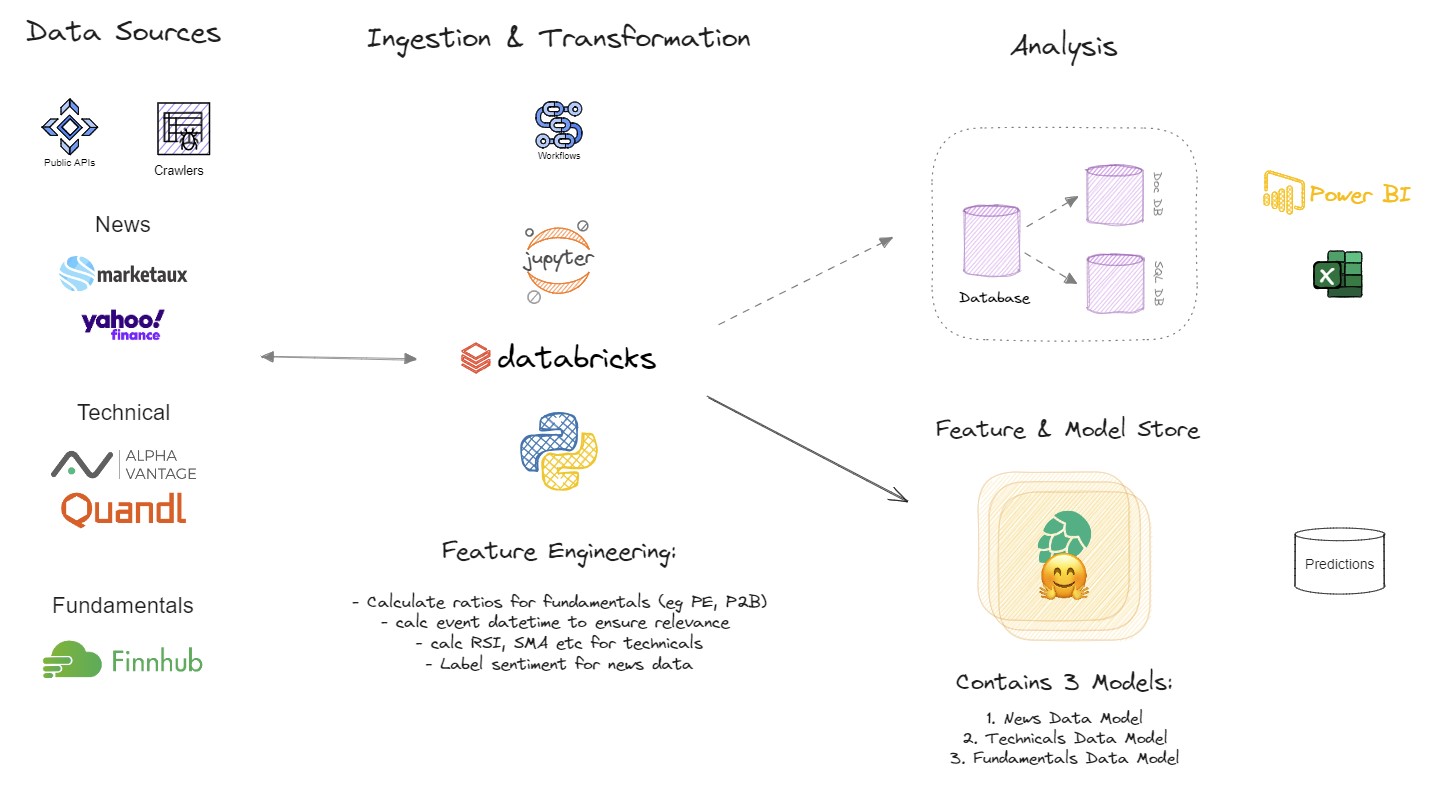 Data Sources
Public APIs
Crawlers
News
marketaux
yahoo!
finance
Technical
ALPHA
VANTAGE
Quandl
Fundamentals
Finnhub
Ingestion & Transformation
Workflows
jupyter
databricks
Feature Engineering:
- Calculate ratios for fundamentals (eg PE, P2B)
- calc event datetime to ensure relevance
- calc RSI, SMA etc for technicals
- Label sentiment for news data
Analysis
Database
Doc DB
SQL DB
Power BI
X
Feature & Model Store
Predictions
Contains 3 Models:
1. News Data Model
2. Technicals Data Model
3. Fundamentals Data Model